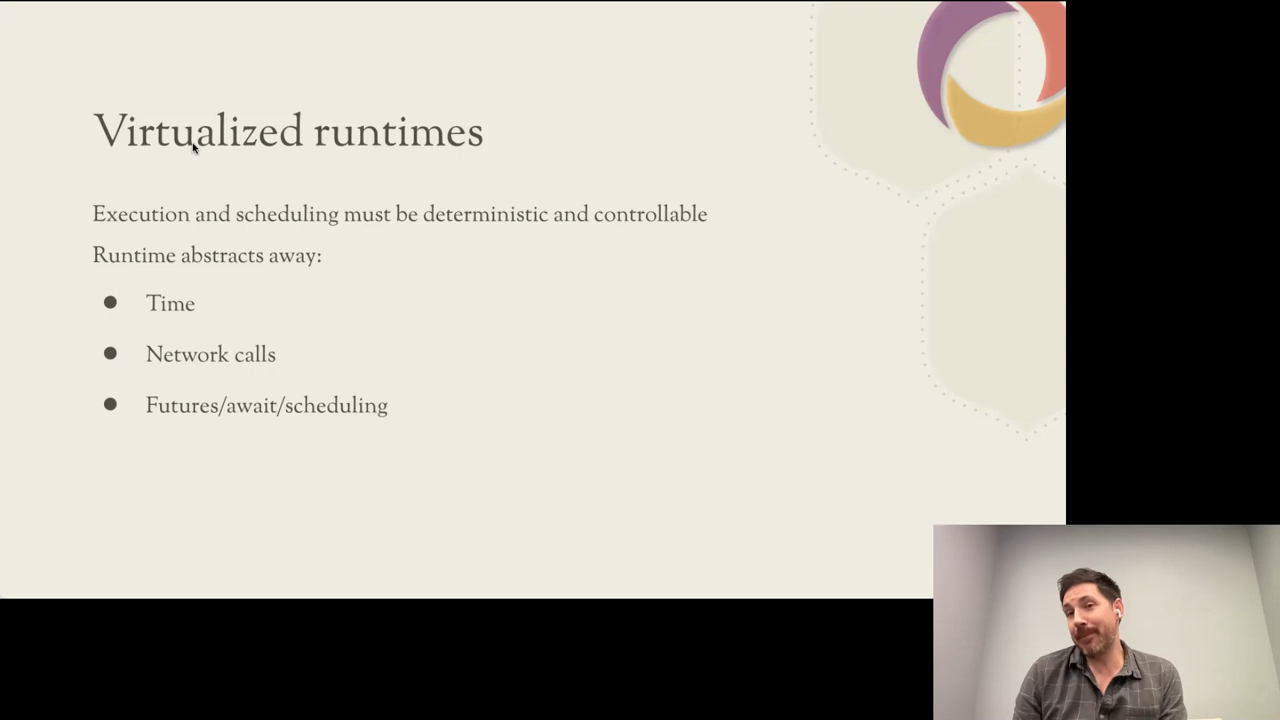 Virtualized runtimes
Execution and scheduling must be deterministic and controllable
Runtime abstracts away:
● Time
● Network calls
● Futures/await/scheduling